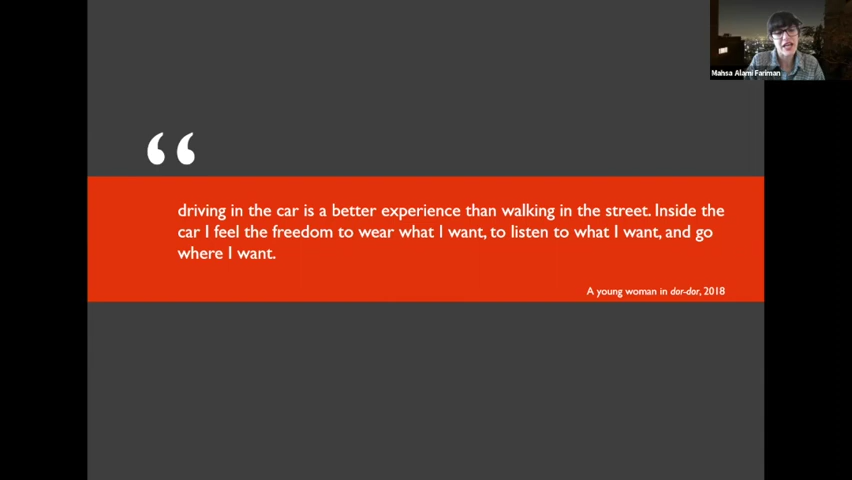 Mahsa Alami Fariman
“
driving in the car is a better experience than walking in the street. Inside the
car I feel the freedom to wear what I want, to listen to what I want, and go
where I want.
A young woman in dor-dor, 2018